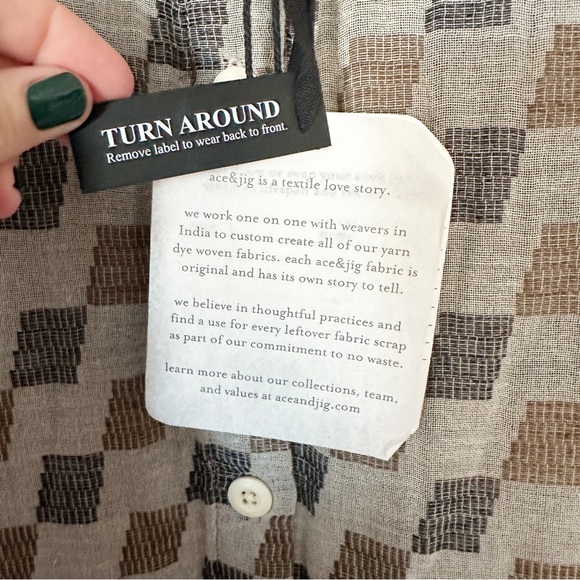 TURN AROUND
Remove label to wear back to front.
ace&jig is a textile love story.
we work one on one with weavers in
India to custom create all of our yarn
dye woven fabrics. each ace&jig fabric is
original and has its own story to tell.
we believe in thoughtful practices and
find a use for every leftover fabric scrap
as part of our commitment to no waste.
learn more about our collections, team,
and values at aceandjig.com